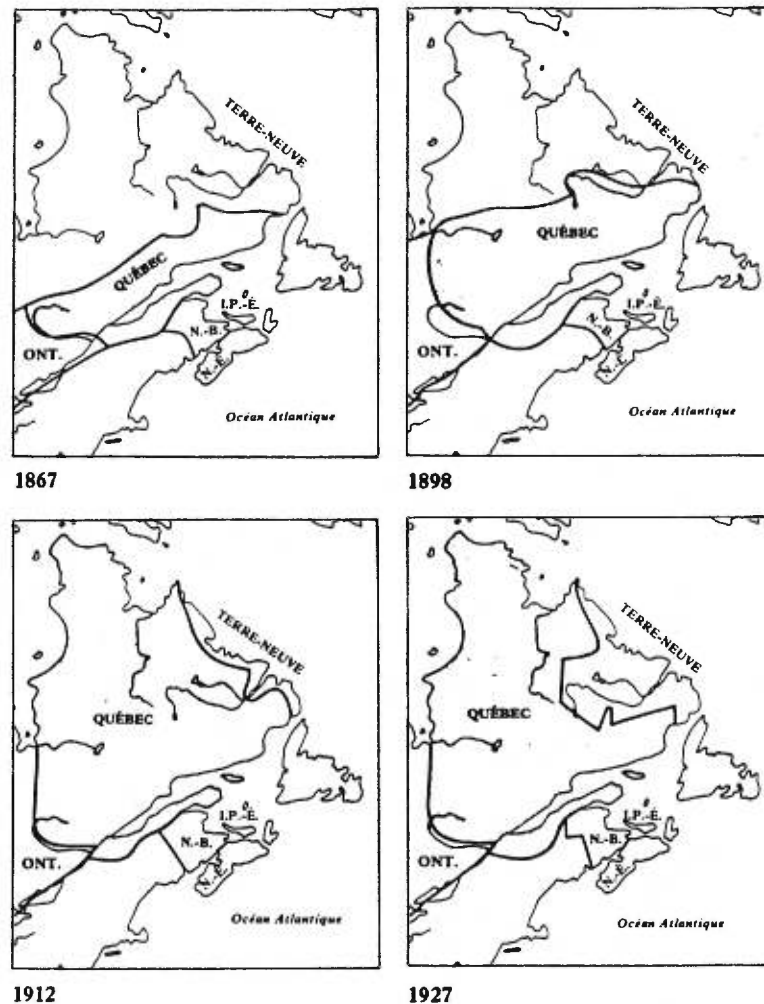 TERRE-NEUVE
QUÉBEC
I.P.-É.
N.-B.
ONT.
N.-É.
Océan Atlantique
1867
TERRE-NEUVE
QUÉBEC
I.P.-É.
N.-B.
ONT.
N.-É.
Océan Atlantique
1898
TERRE-NEUVE
QUÉBEC
I.P.-É.
N.-B.
ONT.
N.-É.
Océan Atlantique
1912
TERRE-NEUVE
QUÉBEC
I.P.-É.
N.-B.
ONT.
N.-É.
Océan Atlantique
1927